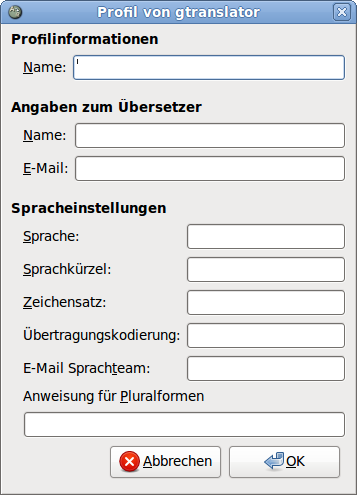 Profil von gtranslator
Profilinformationen
Name:
Angaben zum Übersetzer
Name:
E-Mail:
Spracheinstellungen
Sprache:
Sprachkürzel:
Zeichensatz:
Übertragungskodierung:
E-Mail Sprachteam:
Anweisung für Pluralformen
Abbrechen OK